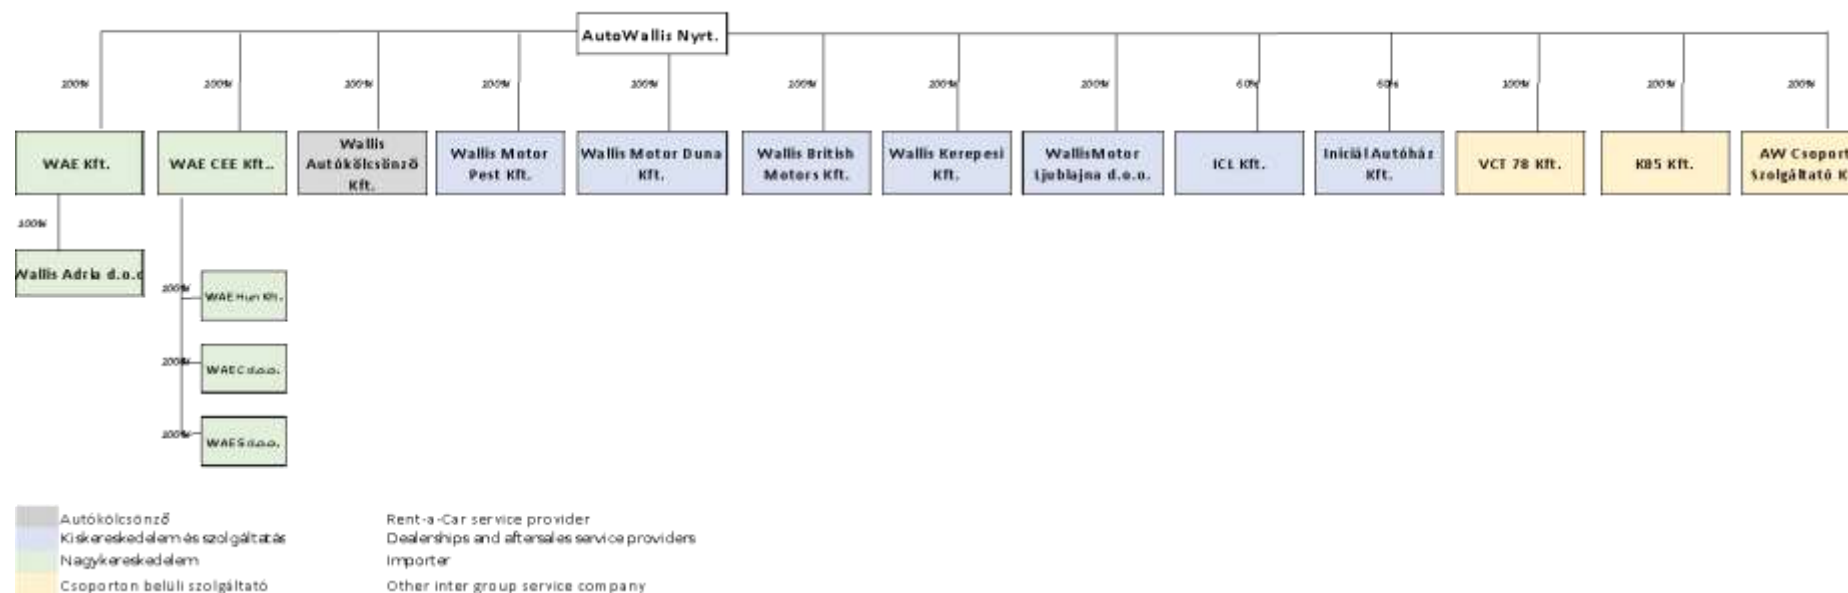 AutoWallis Nyrt.
100% 100% 100% 100% 100% 100% 100% 100% 60% 60% 100% 100% 100%
WAE Kft.
WAE CEE Kft..
Wallis
Autókölcsönző
Kft.
Wallis Motor
Pest Kft.
Wallis Motor Duna
Kft.
Wallis British
Motors Kft.
Wallis Kerepesi
Kft.
WallisMotor
Ljublajna d.o.o.
ICL Kft.
Iniciál Autóház
Kft.
VCT 78 Kft.
K85 Kft.
AW Csoport
Szolgáltató K
100%
Wallis Adria d.o.o
100%
WAE Hun Kft.
100%
WAE C d.o.o.
100%
WAE S d.o.o.
Autókölcsönző Rent-a-Car service provider
Kiskereskedelem és szolgáltatás Dealerships and aftersales service providers
Nagykereskedelem Importer
Csoporton belüli szolgáltató Other inter group service company